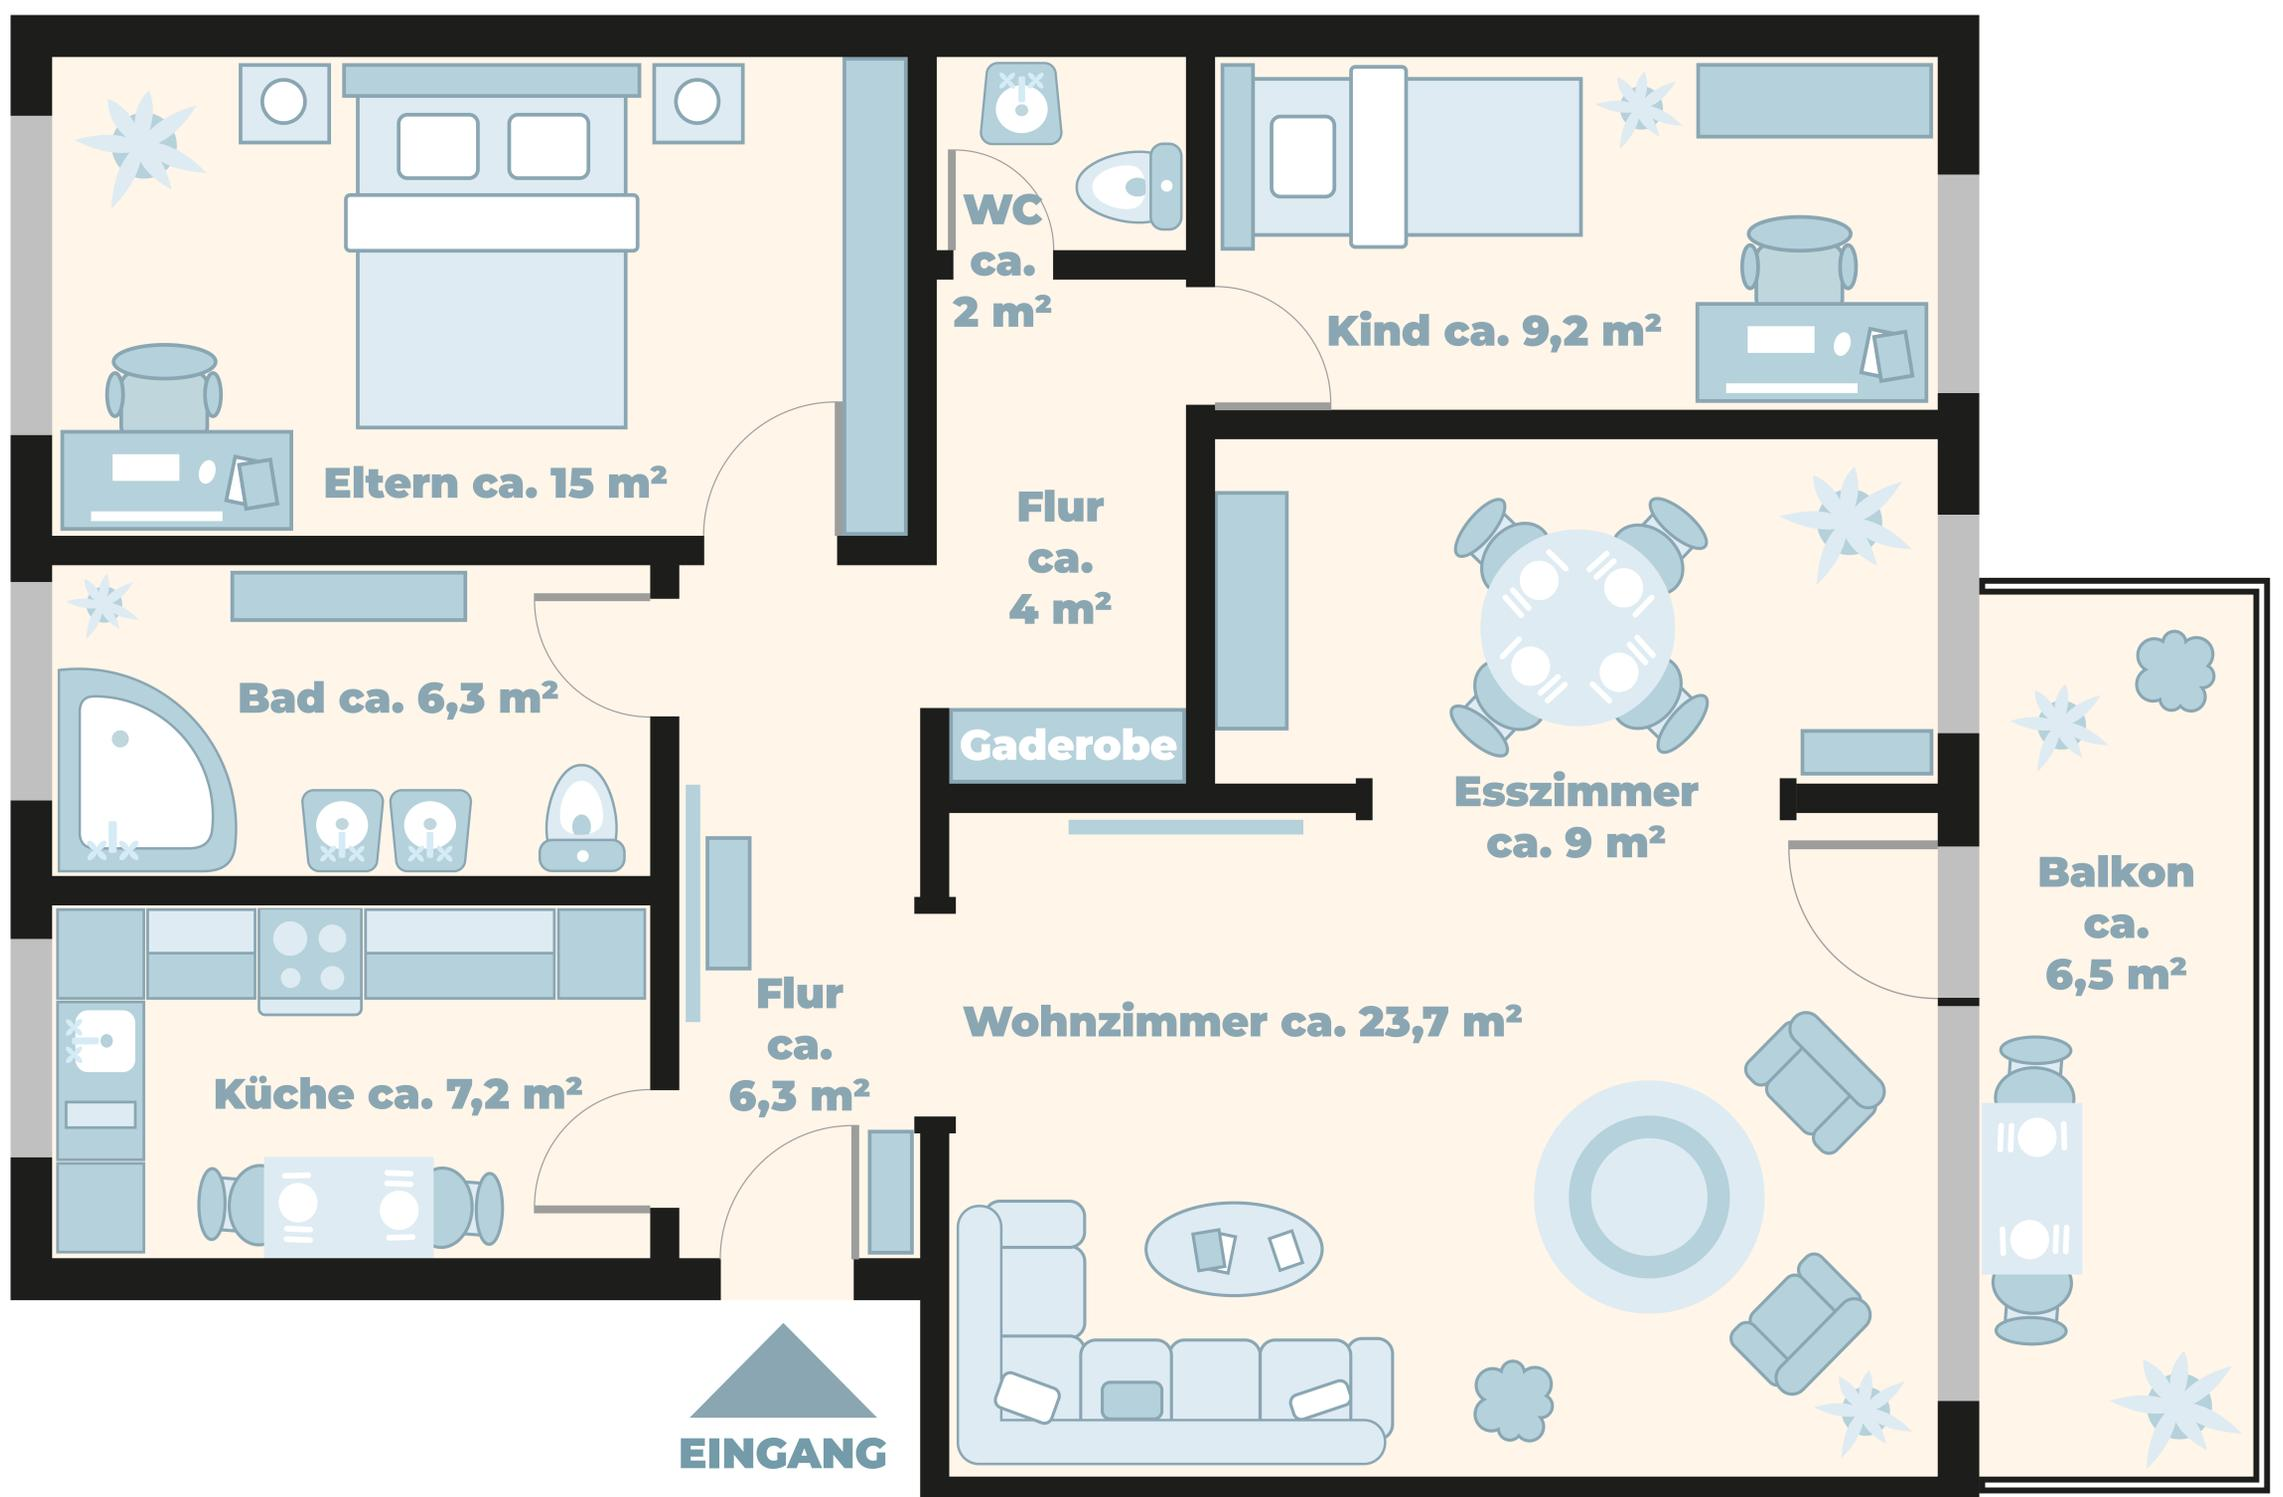 WC
ca.
2 m²
Kind ca. 9,2 m²
Eltern ca. 15 m²
Flur
ca.
4 m²
Bad ca. 6,3 m²
Gaderobe
Esszimmer
ca. 9 m²
Balkon
ca.
6,5 m²
Flur
ca.
6,3 m²
Wohnzimmer ca. 23,7 m²
Küche ca. 7,2 m²
EINGANG